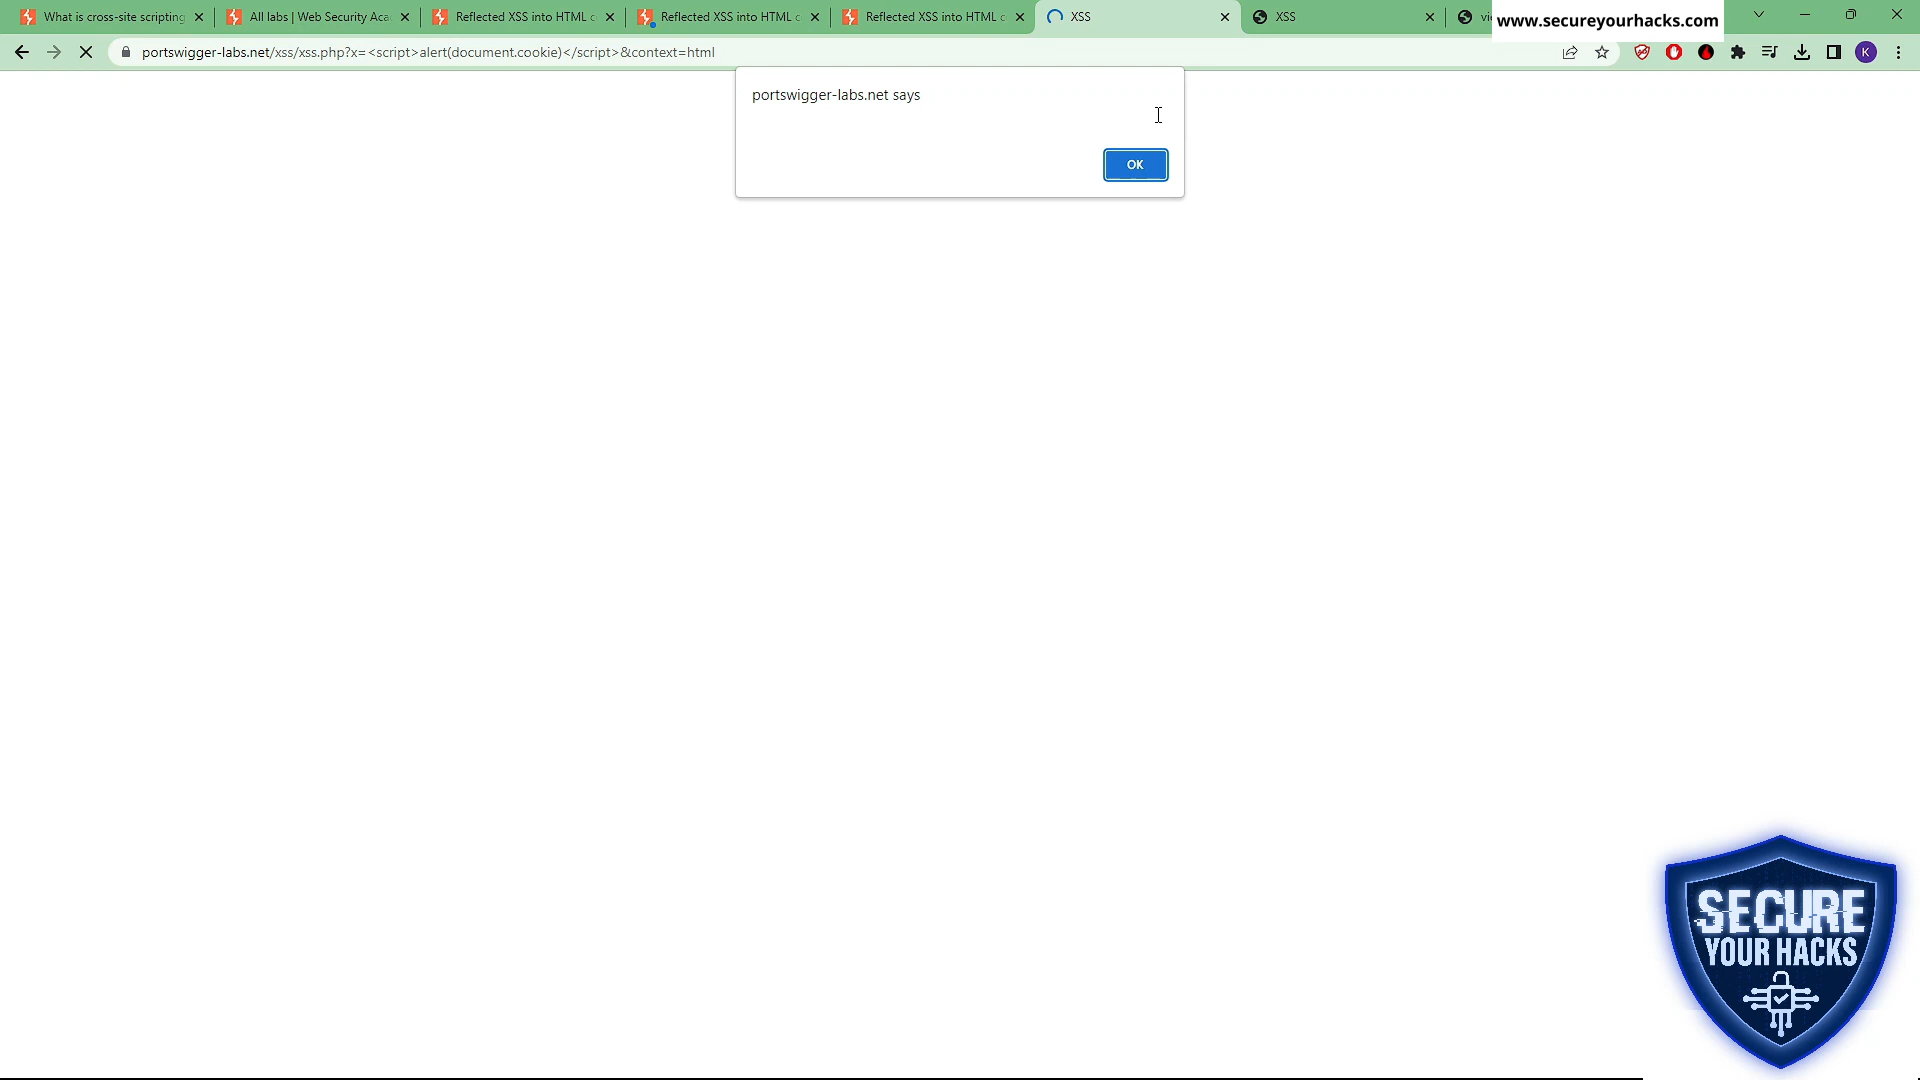 What is cross-site scripting
All labs | Web Security Aca
Reflected XSS into HTML c
Reflected XSS into HTML c
Reflected XSS into HTML c
XSS
XSS
vi
www.secureyourhacks.com
portswigger-labs.net/xss/xss.php?x=<script>alert(document.cookie)</script>&context=html
K
portswigger-labs.net says
OK
SECURE
YOUR HACKS